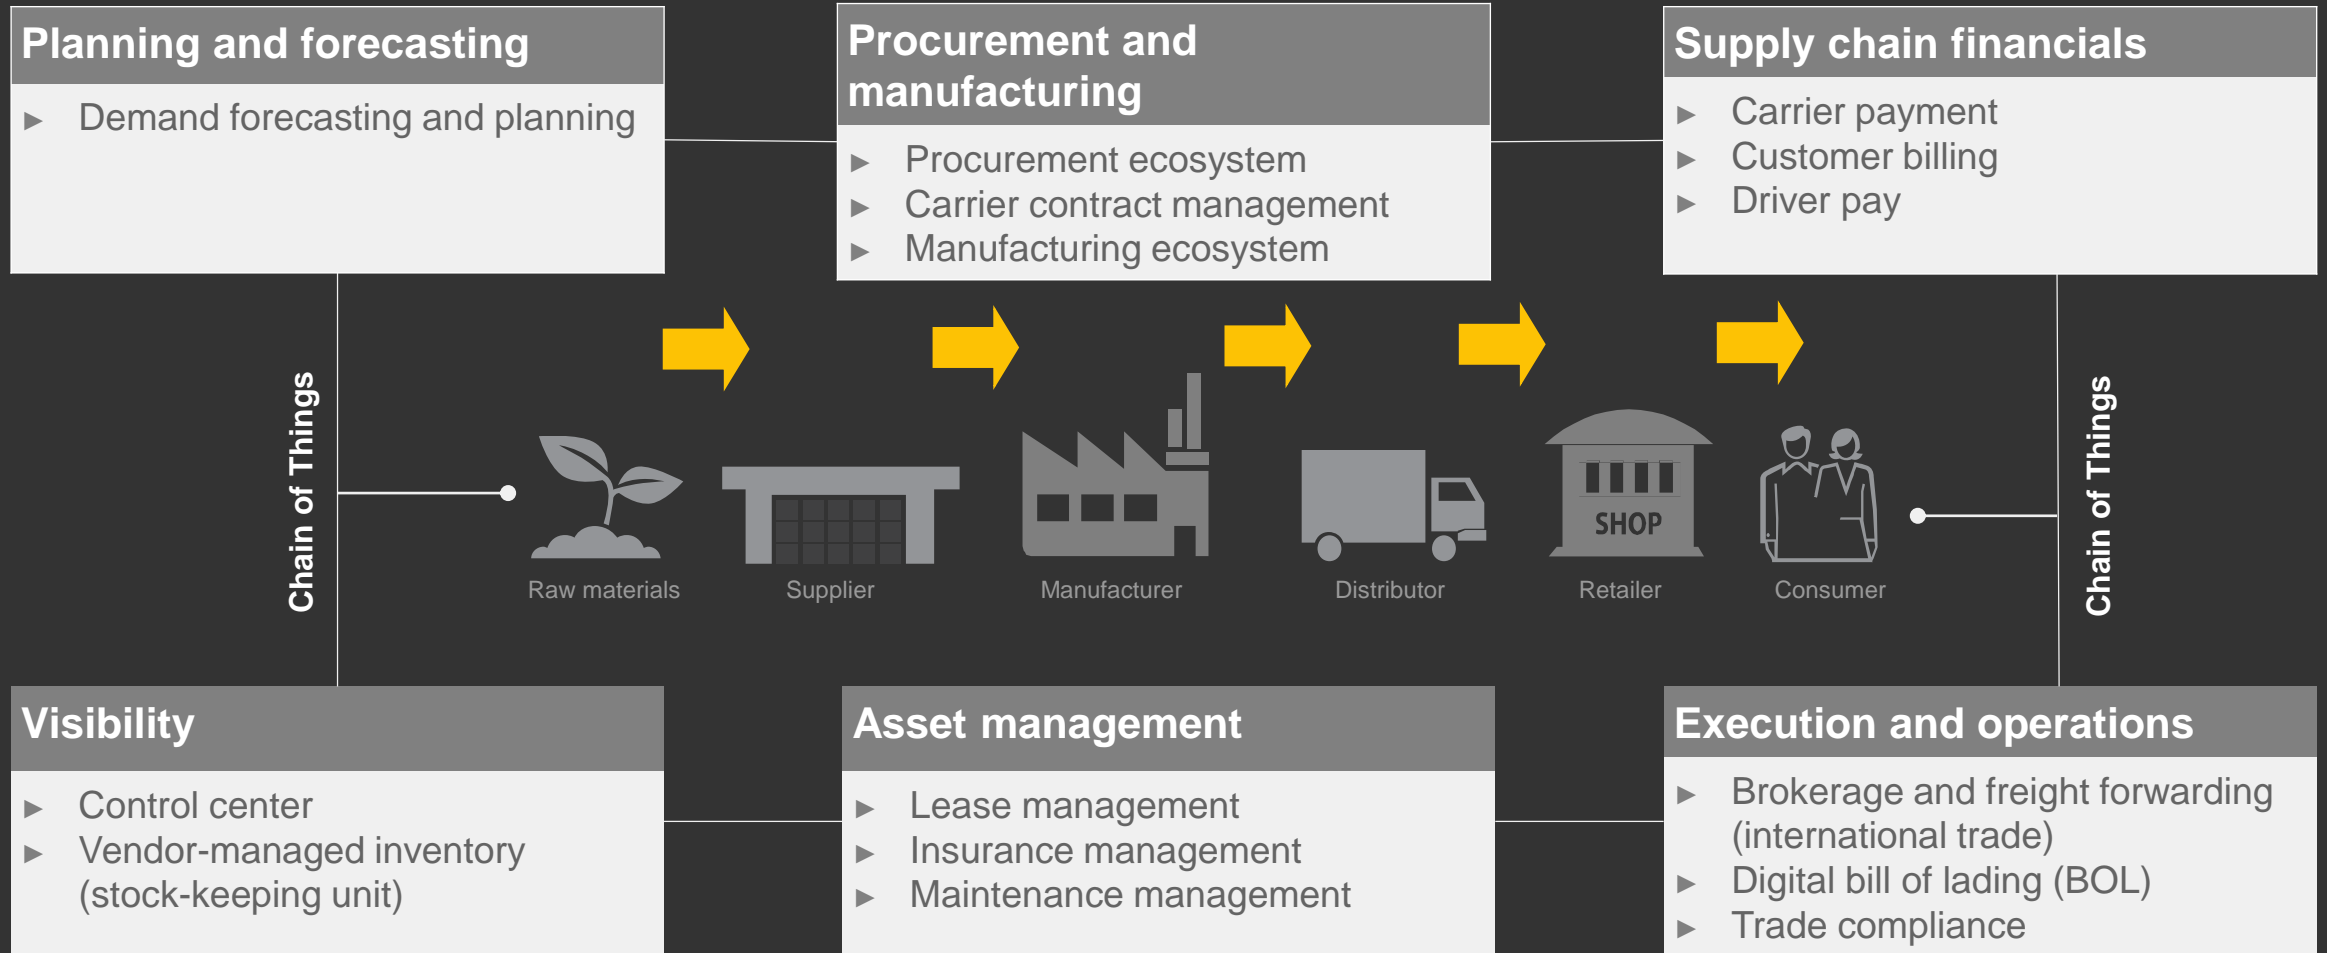 Planning and forecasting
► Demand forecasting and planning
Procurement and
manufacturing
► Procurement ecosystem
► Carrier contract management
► Manufacturing ecosystem
Supply chain financials
► Carrier payment
► Customer billing
► Driver pay
Chain of Things
SHOP
Raw materials
Supplier
Manufacturer
Distributor
Retailer
Consumer
Chain of Things
Visibility
► Control center
► Vendor-managed inventory
(stock-keeping unit)
Asset management
► Lease management
► Insurance management
► Maintenance management
Execution and operations
► Brokerage and freight forwarding
(international trade)
► Digital bill of lading (BOL)
► Trade compliance